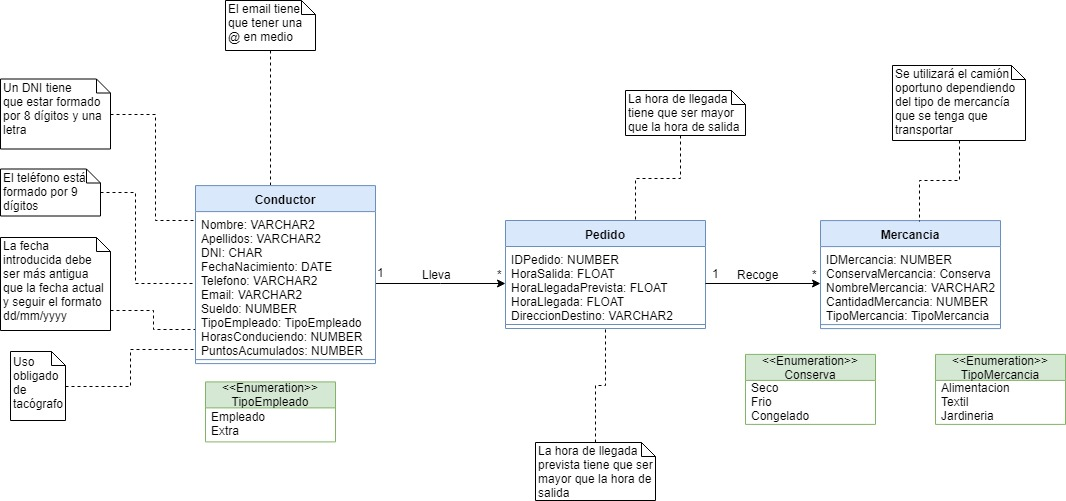 El email tiene
que tener una
@ en medio
Un DNI tiene
que estar formado
por 8 dígitos y una
letra
El teléfono está
formado por 9
dígitos
La fecha
introducida debe
ser más antigua
que la fecha actual
y seguir el formato
dd/mm/yyyy
Uso
obligado
de
tacógrafo
Conductor
Nombre: VARCHAR2
Apellidos: VARCHAR2
DNI: CHAR
FechaNacimiento: DATE
Telefono: VARCHAR2
Email: VARCHAR2
Sueldo: NUMBER
TipoEmpleado: TipoEmpleado
HorasConduciendo: NUMBER
PuntosAcumulados: NUMBER
<<Enumeration>>
TipoEmpleado
Empleado
Extra
1
Lleva
*
La hora de llegada
tiene que ser mayor
que la hora de salida
Pedido
IDPedido: NUMBER
HoraSalida: FLOAT
HoraLlegadaPrevista: FLOAT
HoraLlegada: FLOAT
DireccionDestino: VARCHAR2
La hora de llegada
prevista tiene que ser
mayor que la hora de
salida
1
Recoge
*
Se utilizará el camión
oportuno dependiendo
del tipo de mercancía
que se tenga que
transportar
Mercancia
IDMercancia: NUMBER
ConservaMercancia: Conserva
NombreMercancia: VARCHAR2
CantidadMercancia: NUMBER
TipoMercancia: TipoMercancia
<<Enumeration>>
Conserva
Seco
Frio
Congelado
<<Enumeration>>
TipoMercancia
Alimentacion
Textil
Jardineria